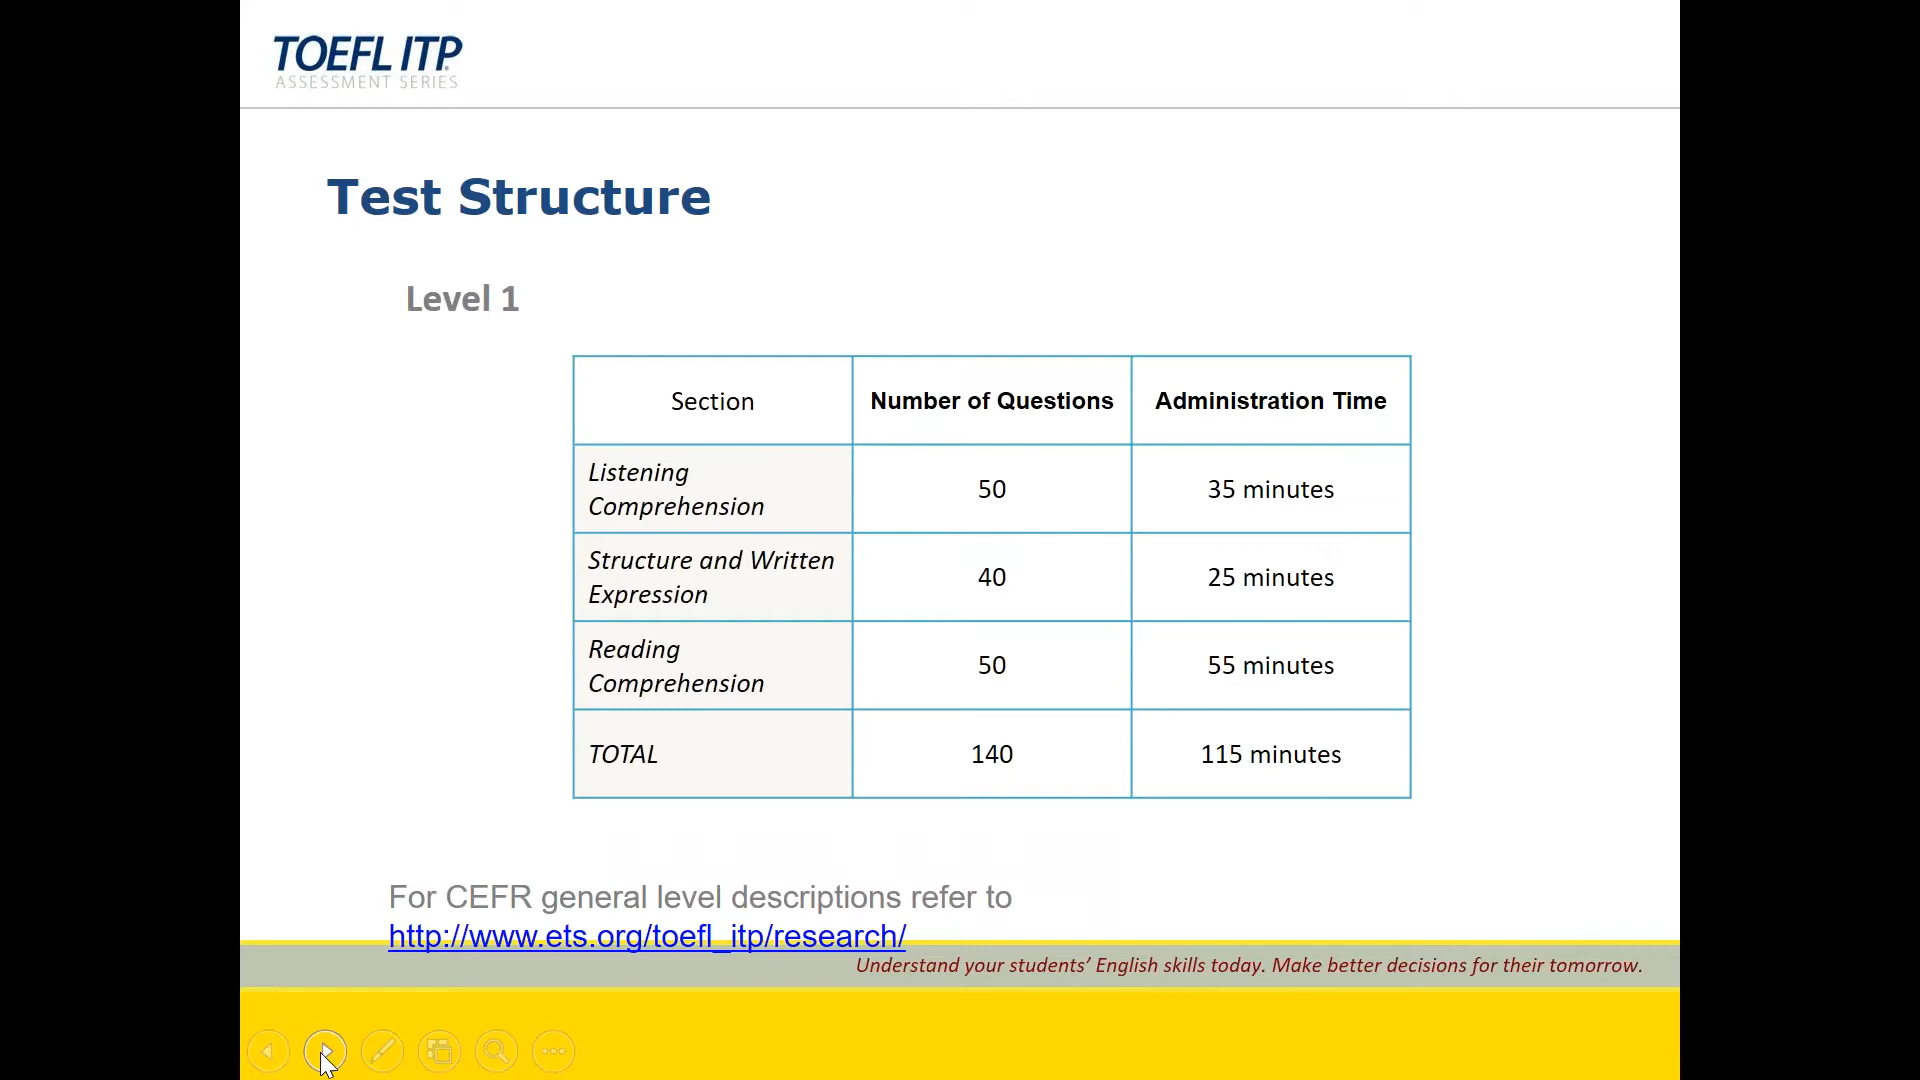 TOEFL ITP®
ASSESSMENT SERIES
Test Structure
Level 1
Section Number of Questions Administration Time
Listening
Comprehension
50 35 minutes
Structure and Written
Expression
40 25 minutes
Reading
Comprehension
50 55 minutes
TOTAL 140 115 minutes
For CEFR general level descriptions refer to
http://www.ets.org/toefl_itp/research/
Understand your students’ English skills today. Make better decisions for their tomorrow.